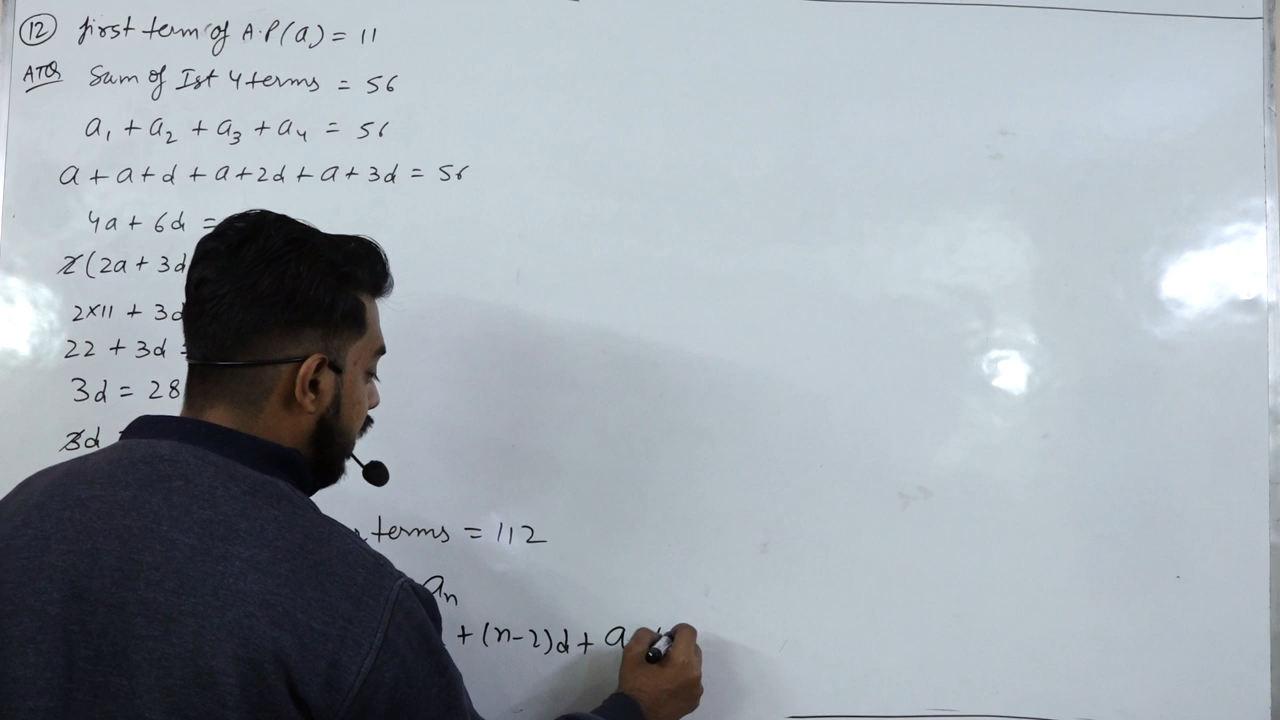 12 first term of A.P(a) = 11
ATQ Sum of Ist 4 terms = 56
a₁ + a₂ + a₃ + a₄ = 56
a + a + d + a + 2d + a + 3d = 56
4a + 6d =
2(2a + 3d
2×11 + 3d
22 + 3d =
3d = 28
3d =
terms = 112
aₙ
+ (n-2)d + a